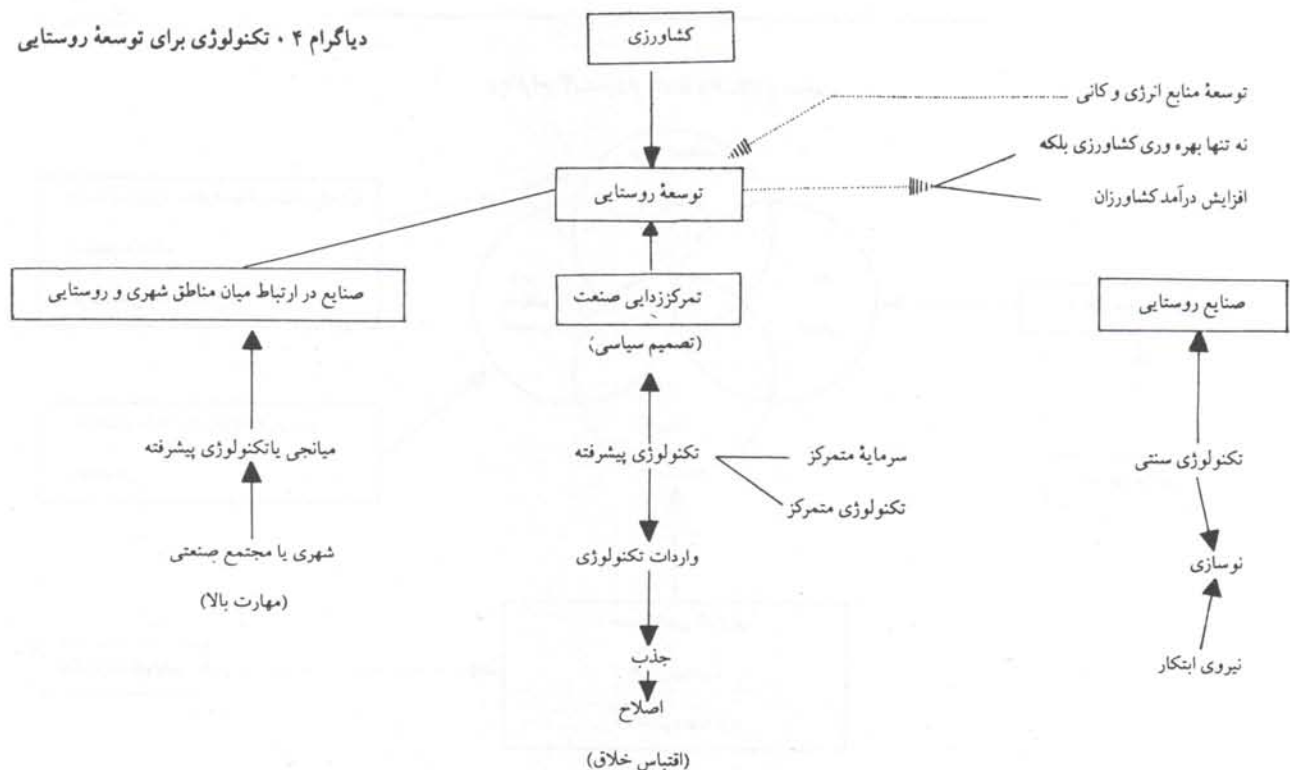 دیاگرام ۴ . تکنولوژی برای توسعهٔ روستایی
کشاورزی
توسعهٔ منابع انرژی و کانی
نه تنها بهره وری کشاورزی بلکه
توسعهٔ روستایی
افزایش درآمد کشاورزان
صنایع روستایی
تمرکززدایی صنعت
صنایع در ارتباط میان مناطق شهری و روستایی
(تصمیم سیاسی)
تکنولوژی سنتی
سرمایهٔ متمرکز
تکنولوژی پیشرفته
میانجی یاتکنولوژی پیشرفته
تکنولوژی متمرکز
نوسازی
واردات تکنولوژی
شهری یا مجتمع صنعتی
(مهارت بالا)
نیروی ابتکار
جذب
اصلاح
(اقتباس خلاق)